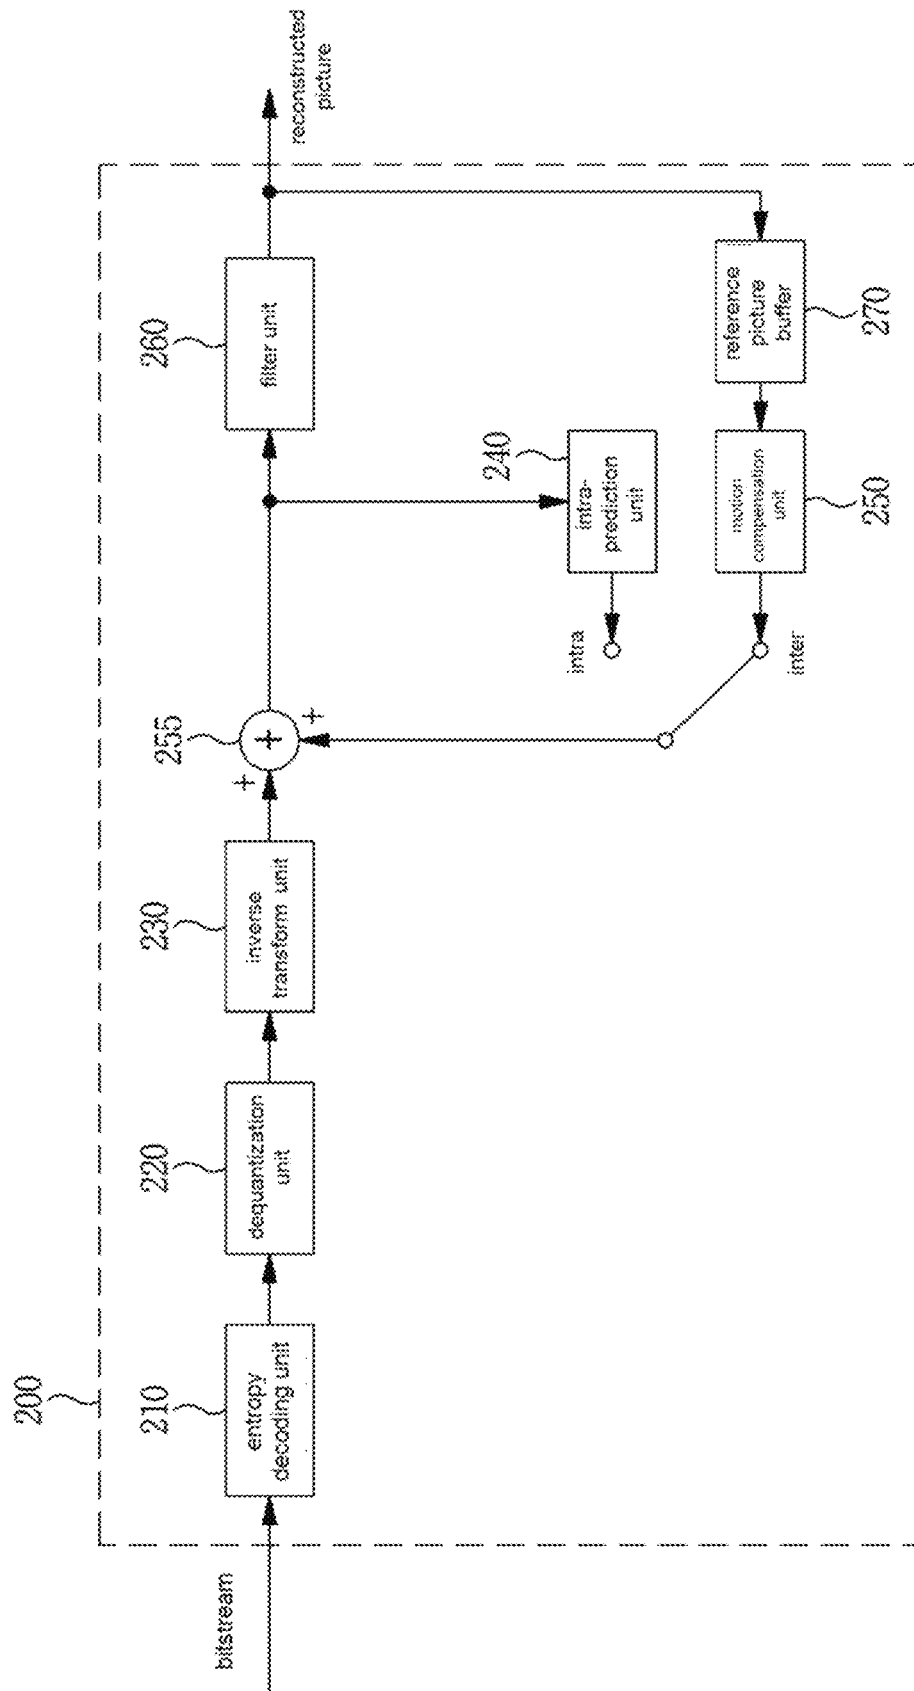 200
210
220
230
255
260
bitstream
entropy
decoding unit
dequantization
unit
inverse
transform unit
+
+
+
filter unit
reconstructed
picture
240
intra-
prediction
unit
intra
motion
compensation
unit
reference
picture
buffer
inter
250
270